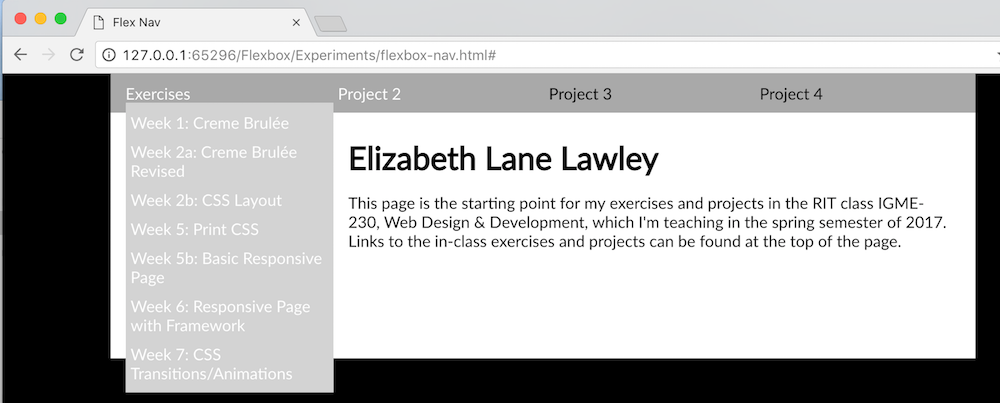 Flex Nav
127.0.0.1:65296/Flexbox/Experiments/flexbox-nav.html#
Exercises Project 2 Project 3 Project 4
Week 1: Creme Brulée
Week 2a: Creme Brulée
Revised
Week 2b: CSS Layout
Week 5: Print CSS
Week 5b: Basic Responsive
Page
Week 6: Responsive Page
with Framework
Week 7: CSS
Transitions/Animations
Elizabeth Lane Lawley
This page is the starting point for my exercises and projects in the RIT class IGME-
230, Web Design & Development, which I'm teaching in the spring semester of 2017.
Links to the in-class exercises and projects can be found at the top of the page.